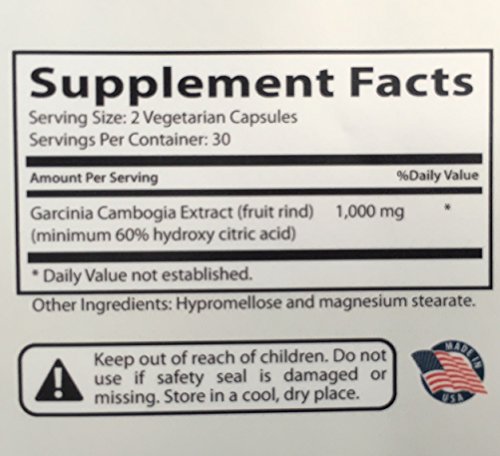 Supplement Facts
Serving Size: 2 Vegetarian Capsules
Servings Per Container: 30
Amount Per Serving %Daily Value
Garcinia Cambogia Extract (fruit rind) 1,000 mg *
(minimum 60% hydroxy citric acid)
* Daily Value not established.
Other Ingredients: Hypromellose and magnesium stearate.
Keep out of reach of children. Do not
use if safety seal is damaged or
missing. Store in a cool, dry place.
MADE IN
USA